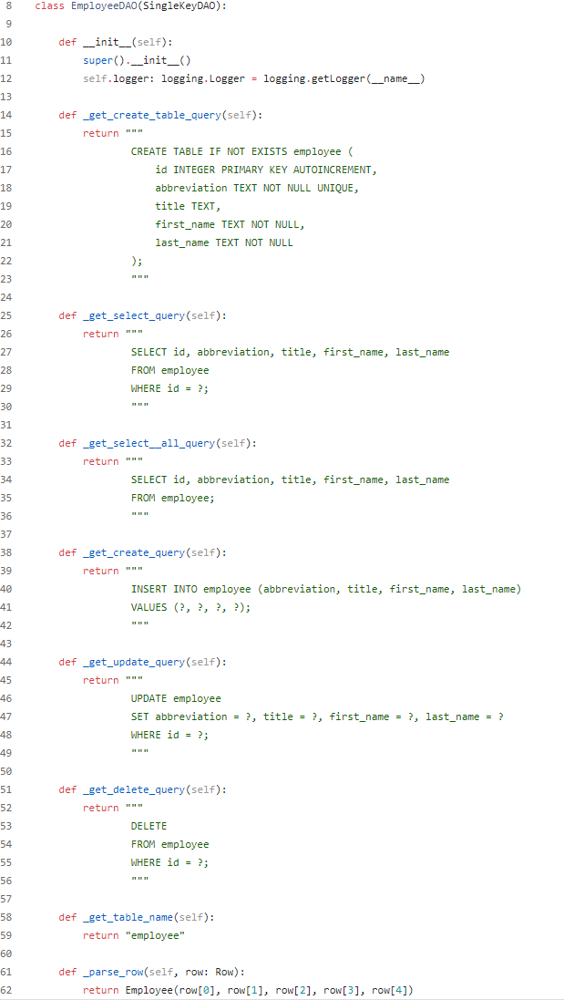 8 class EmployeeDAO(SingleKeyDAO):
9
10     def __init__(self):
11         super().__init__()
12         self.logger: logging.Logger = logging.getLogger(__name__)
13
14     def _get_create_table_query(self):
15         return """
16                 CREATE TABLE IF NOT EXISTS employee (
17                     id INTEGER PRIMARY KEY AUTOINCREMENT,
18                     abbreviation TEXT NOT NULL UNIQUE,
19                     title TEXT,
20                     first_name TEXT NOT NULL,
21                     last_name TEXT NOT NULL
22                 );
23                 """
24
25     def _get_select_query(self):
26         return """
27                 SELECT id, abbreviation, title, first_name, last_name
28                 FROM employee
29                 WHERE id = ?;
30                 """
31
32     def _get_select__all_query(self):
33         return """
34                 SELECT id, abbreviation, title, first_name, last_name
35                 FROM employee;
36                 """
37
38     def _get_create_query(self):
39         return """
40                 INSERT INTO employee (abbreviation, title, first_name, last_name)
41                 VALUES (?, ?, ?, ?);
42                 """
43
44     def _get_update_query(self):
45         return """
46                 UPDATE employee
47                 SET abbreviation = ?, title = ?, first_name = ?, last_name = ?
48                 WHERE id = ?;
49                 """
50
51     def _get_delete_query(self):
52         return """
53                 DELETE
54                 FROM employee
55                 WHERE id = ?;
56                 """
57
58     def _get_table_name(self):
59         return "employee"
60
61     def _parse_row(self, row: Row):
62         return Employee(row[0], row[1], row[2], row[3], row[4])